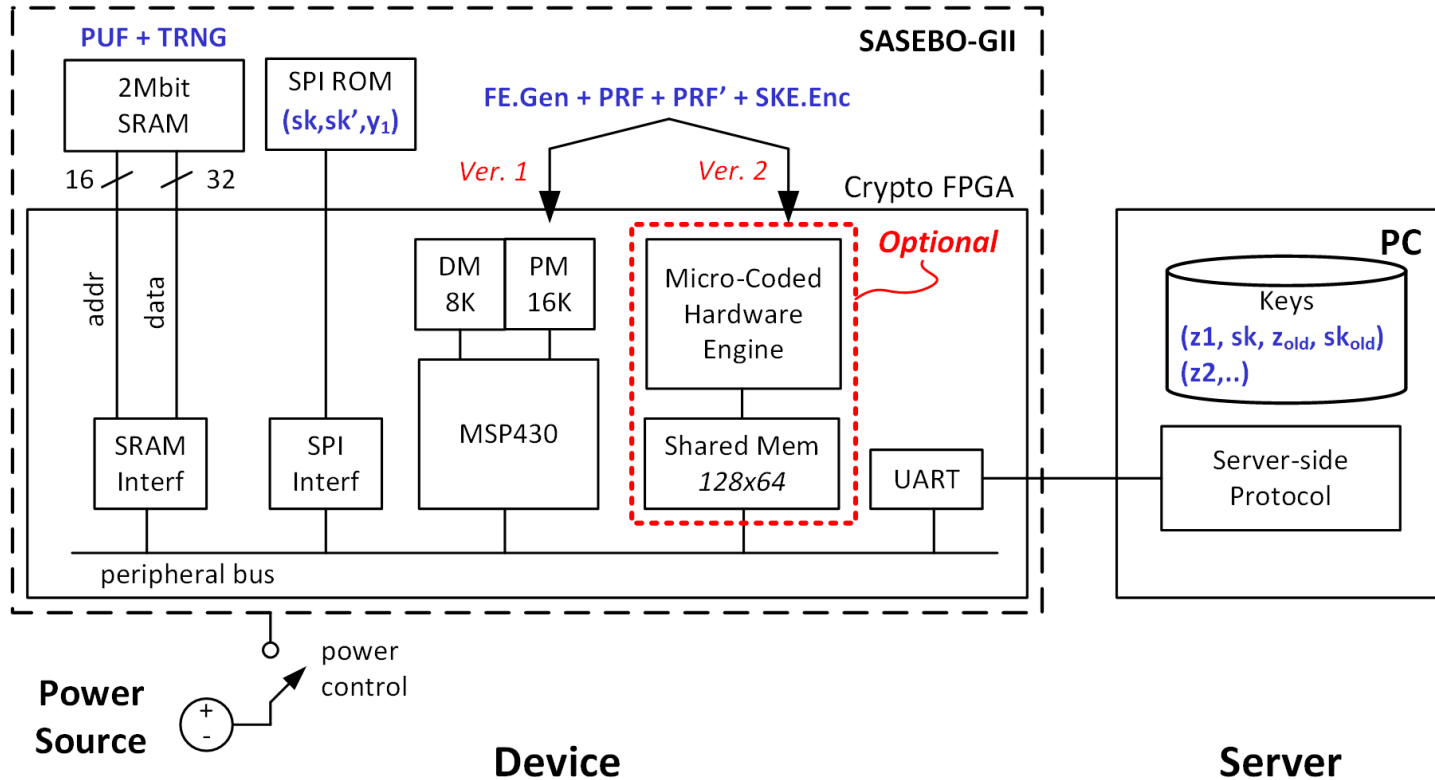 PUF + TRNG
SASEBO-GII
2Mbit
SRAM
SPI ROM
(sk,sk’,y₁)
FE.Gen + PRF + PRF’ + SKE.Enc
16
32
Ver. 1
Ver. 2
Crypto FPGA
addr
data
DM
8K
PM
16K
Micro-Coded
Hardware
Engine
Optional
MSP430
SRAM
Interf
SPI
Interf
Shared Mem
128x64
UART
peripheral bus
PC
Keys
(z1, sk, z_old, sk_old)
(z2,..)
Server-side
Protocol
power
control
Power
Source
+
-
Device
Server